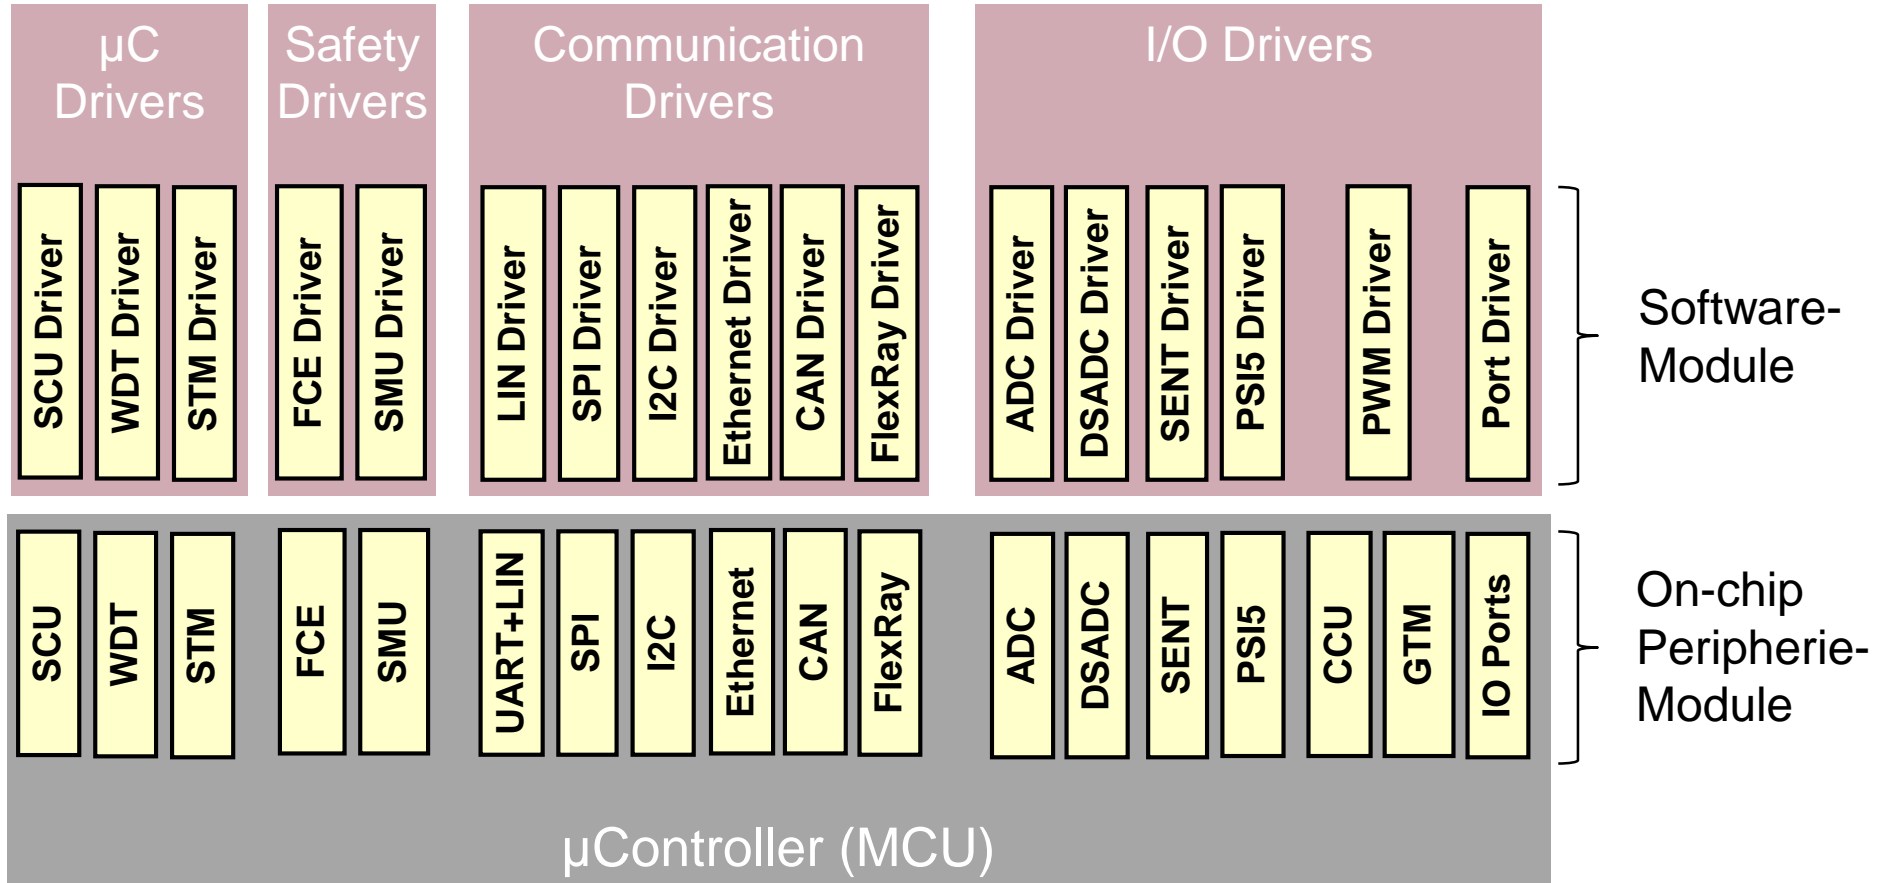 µC
Drivers
Safety
Drivers
Communication
Drivers
I/O Drivers
SCU Driver
WDT Driver
STM Driver
FCE Driver
SMU Driver
LIN Driver
SPI Driver
I2C Driver
Ethernet Driver
CAN Driver
FlexRay Driver
ADC Driver
DSADC Driver
SENT Driver
PSI5 Driver
PWM Driver
Port Driver
Software-
Module
SCU
WDT
STM
FCE
SMU
UART+LIN
SPI
I2C
Ethernet
CAN
FlexRay
ADC
DSADC
SENT
PSI5
CCU
GTM
IO Ports
On-chip
Peripherie-
Module
µController (MCU)